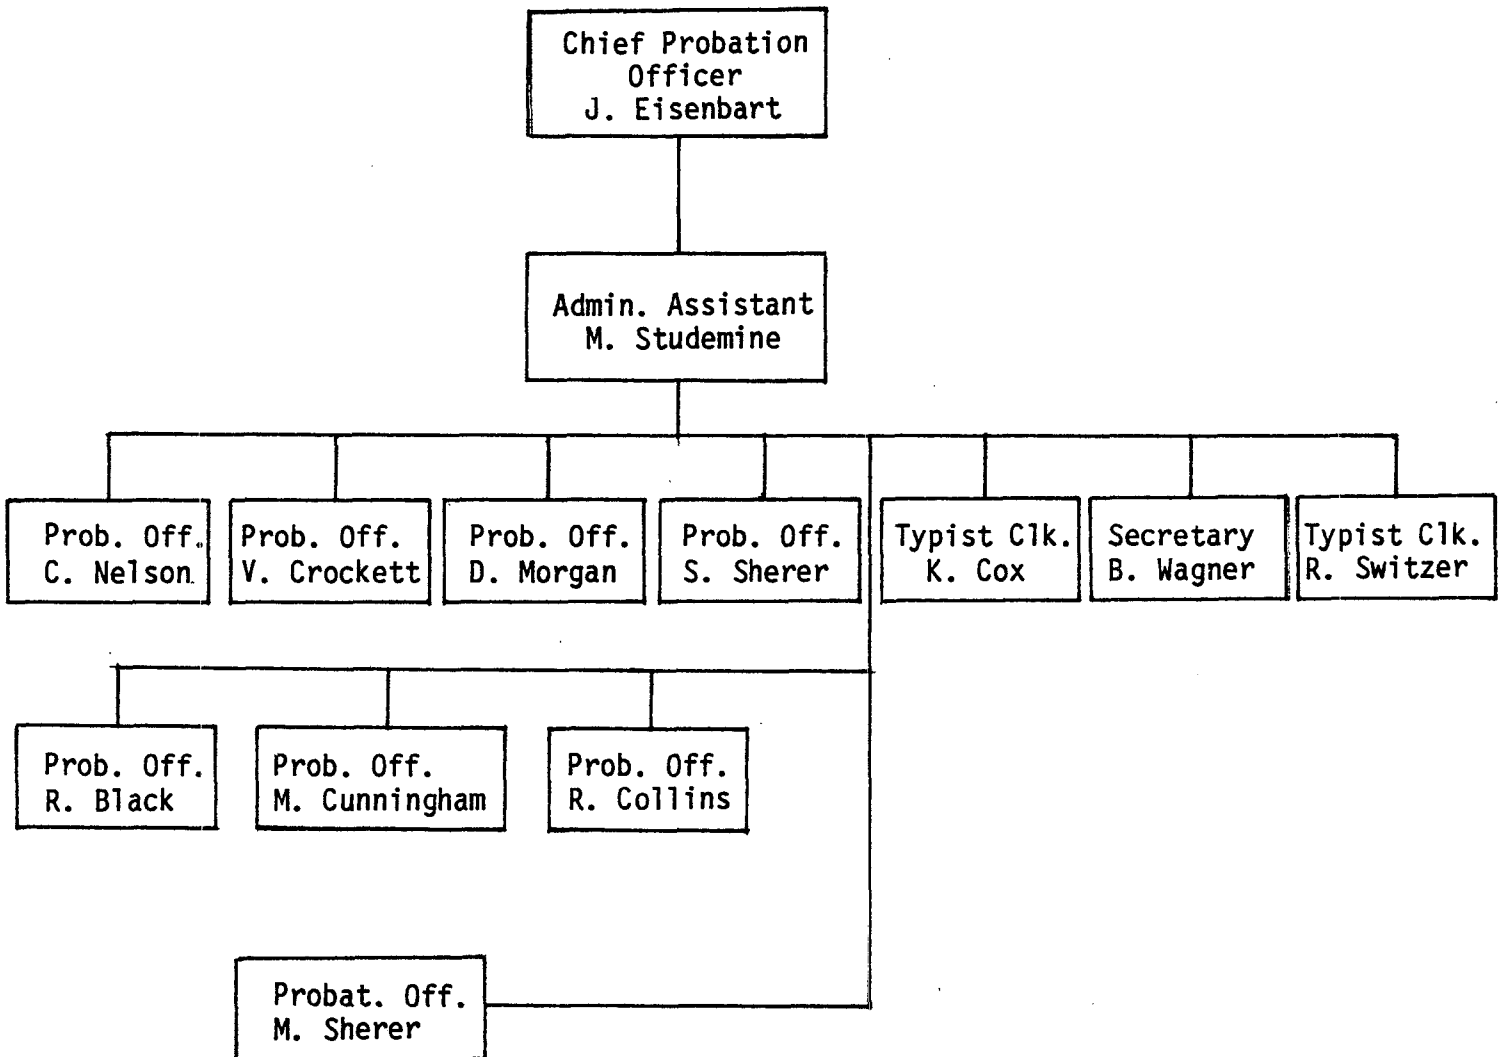 Chief Probation
Officer
J. Eisenbart
Admin. Assistant
M. Studemine
Prob. Off.
C. Nelson
Prob. Off.
V. Crockett
Prob. Off.
D. Morgan
Prob. Off.
S. Sherer
Typist Clk.
K. Cox
Secretary
B. Wagner
Typist Clk.
R. Switzer
Prob. Off.
R. Black
Prob. Off.
M. Cunningham
Prob. Off.
R. Collins
Probat. Off.
M. Sherer